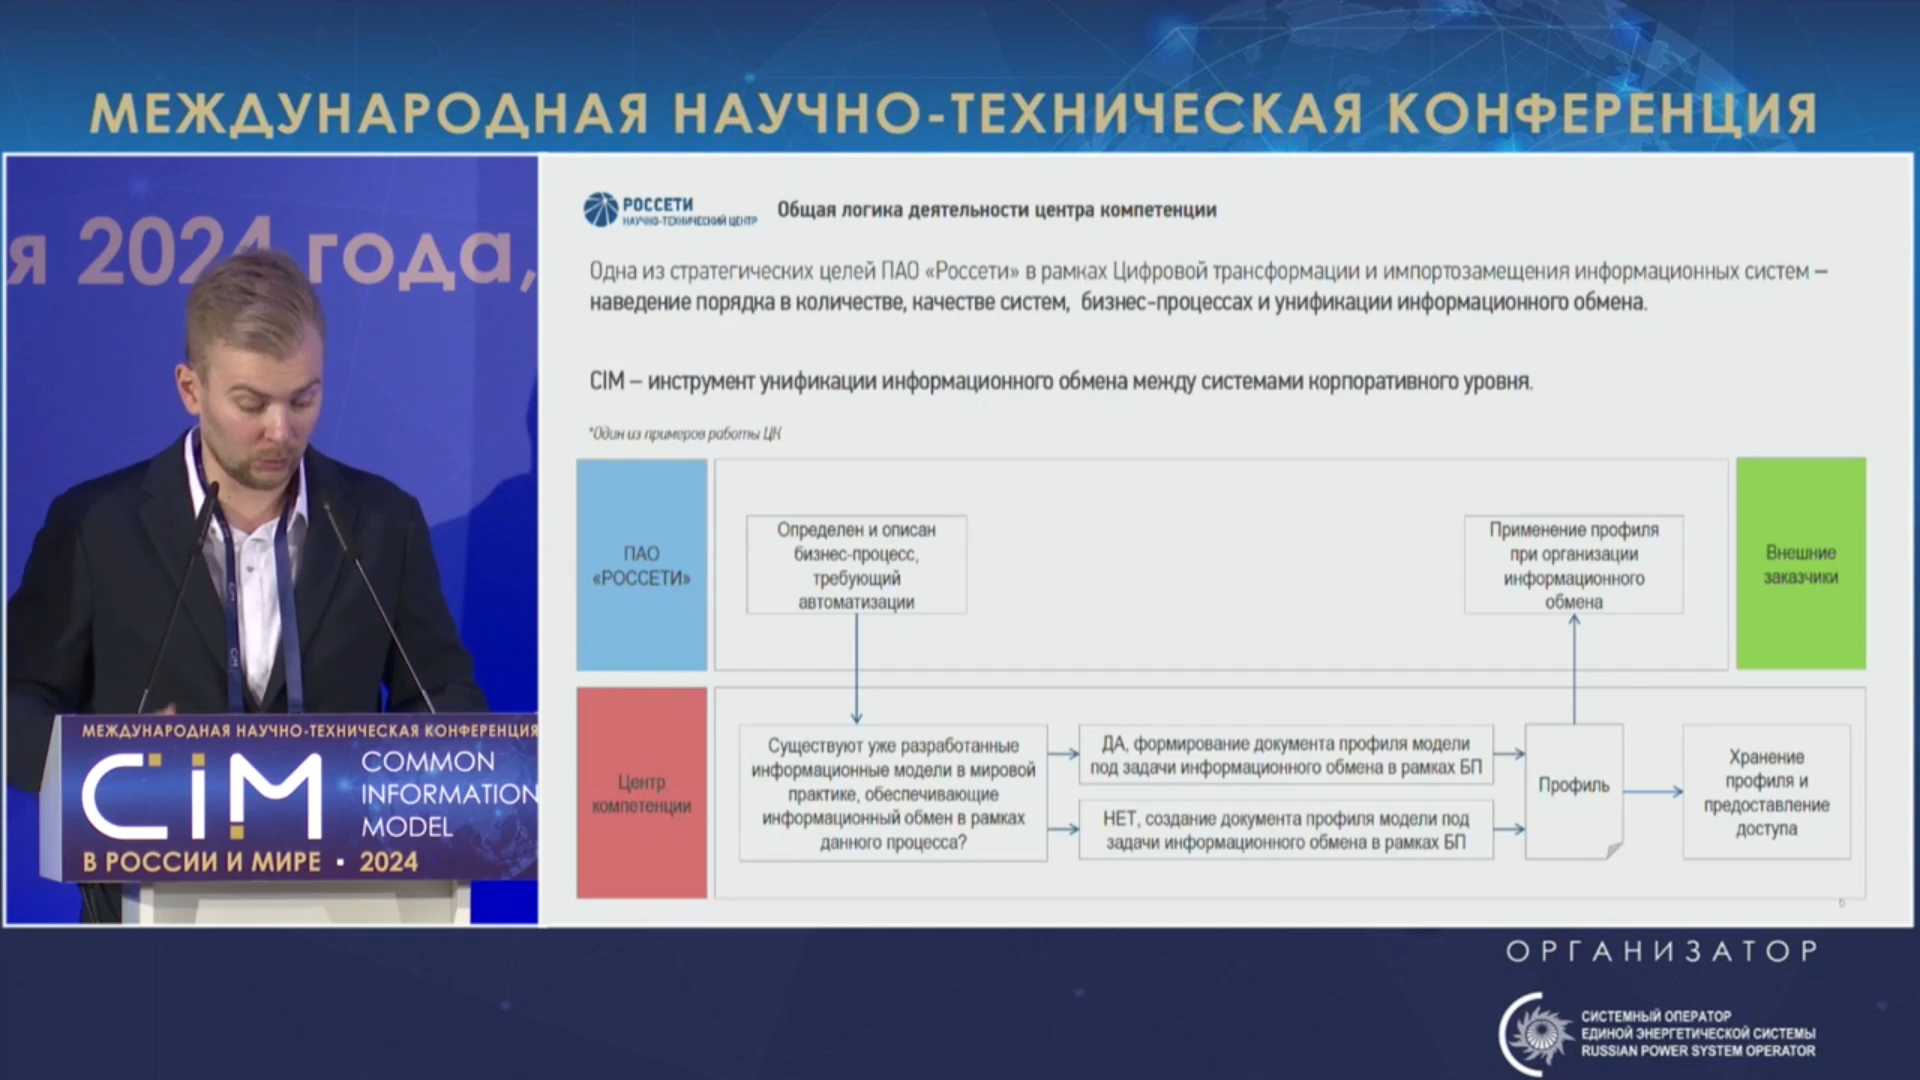 МЕЖДУНАРОДНАЯ НАУЧНО-ТЕХНИЧЕСКАЯ КОНФЕРЕНЦИЯ
я 2024 года,
МЕЖДУНАРОДНАЯ НАУЧНО-ТЕХНИЧЕСКАЯ КОНФЕРЕНЦИЯ
CIM
COMMON
INFORMATION
MODEL
В РОССИИ И МИРЕ · 2024
РОССЕТИ
НАУЧНО-ТЕХНИЧЕСКИЙ ЦЕНТР
Общая логика деятельности центра компетенции
Одна из стратегических целей ПАО «Россети» в рамках Цифровой трансформации и импортозамещения информационных систем –
наведение порядка в количестве, качестве систем, бизнес-процессах и унификации информационного обмена.
CIM – инструмент унификации информационного обмена между системами корпоративного уровня.
*Один из примеров работы ЦК
ПАО
«РОССЕТИ»
Определен и описан
бизнес-процесс,
требующий
автоматизации
Применение профиля
при организации
информационного
обмена
Внешние
заказчики
Центр
компетенции
Существуют уже разработанные
информационные модели в мировой
практике, обеспечивающие
информационный обмен в рамках
данного процесса?
ДА, формирование документа профиля модели
под задачи информационного обмена в рамках БП
НЕТ, создание документа профиля модели под
задачи информационного обмена в рамках БП
Профиль
Хранение
профиля и
предоставление
доступа
6
ОРГАНИЗАТОР
СИСТЕМНЫЙ ОПЕРАТОР
ЕДИНОЙ ЭНЕРГЕТИЧЕСКОЙ СИСТЕМЫ
RUSSIAN POWER SYSTEM OPERATOR